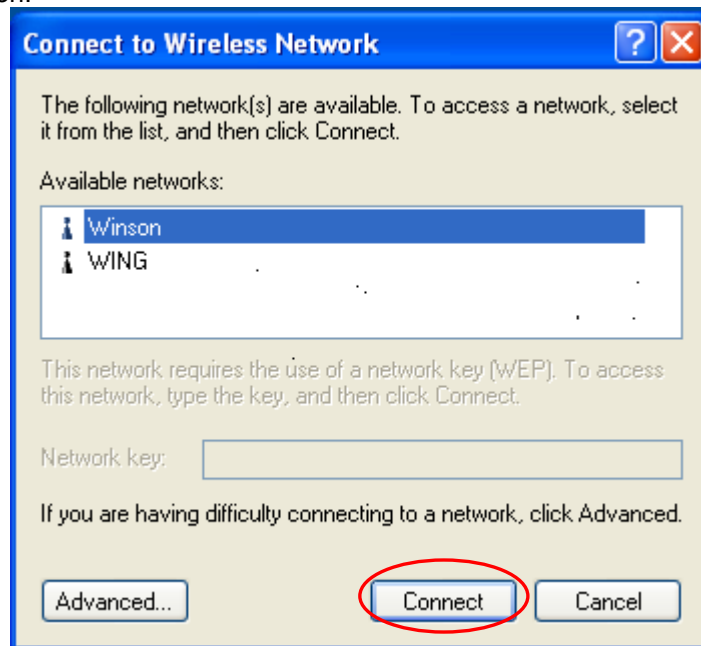 Connect to Wireless Network
The following network(s) are available. To access a network, select
it from the list, and then click Connect.
Available networks:
Winson
WING
This network requires the use of a network key (WEP). To access
this network, type the key, and then click Connect.
Network key:
If you are having difficulty connecting to a network, click Advanced.
Advanced... Connect Cancel